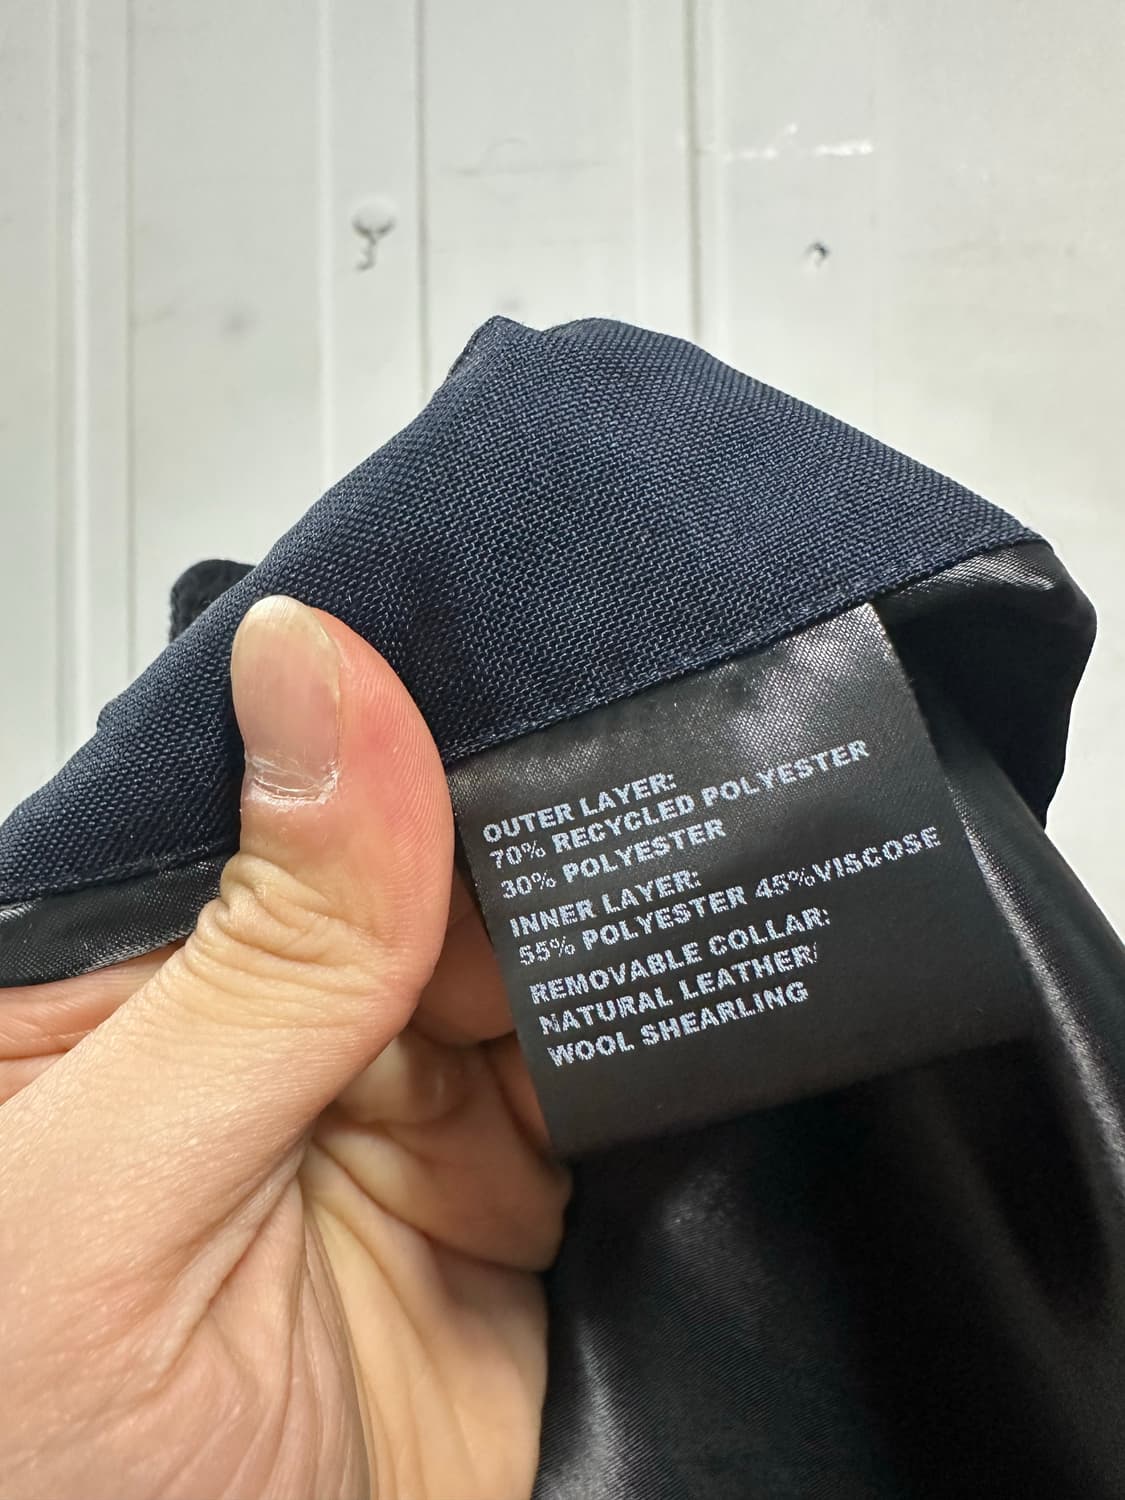 OUTER LAYER:
70% RECYCLED POLYESTER
30% POLYESTER
INNER LAYER:
55% POLYESTER 45%VISCOSE
REMOVABLE COLLAR:
NATURAL LEATHER/
WOOL SHEARLING